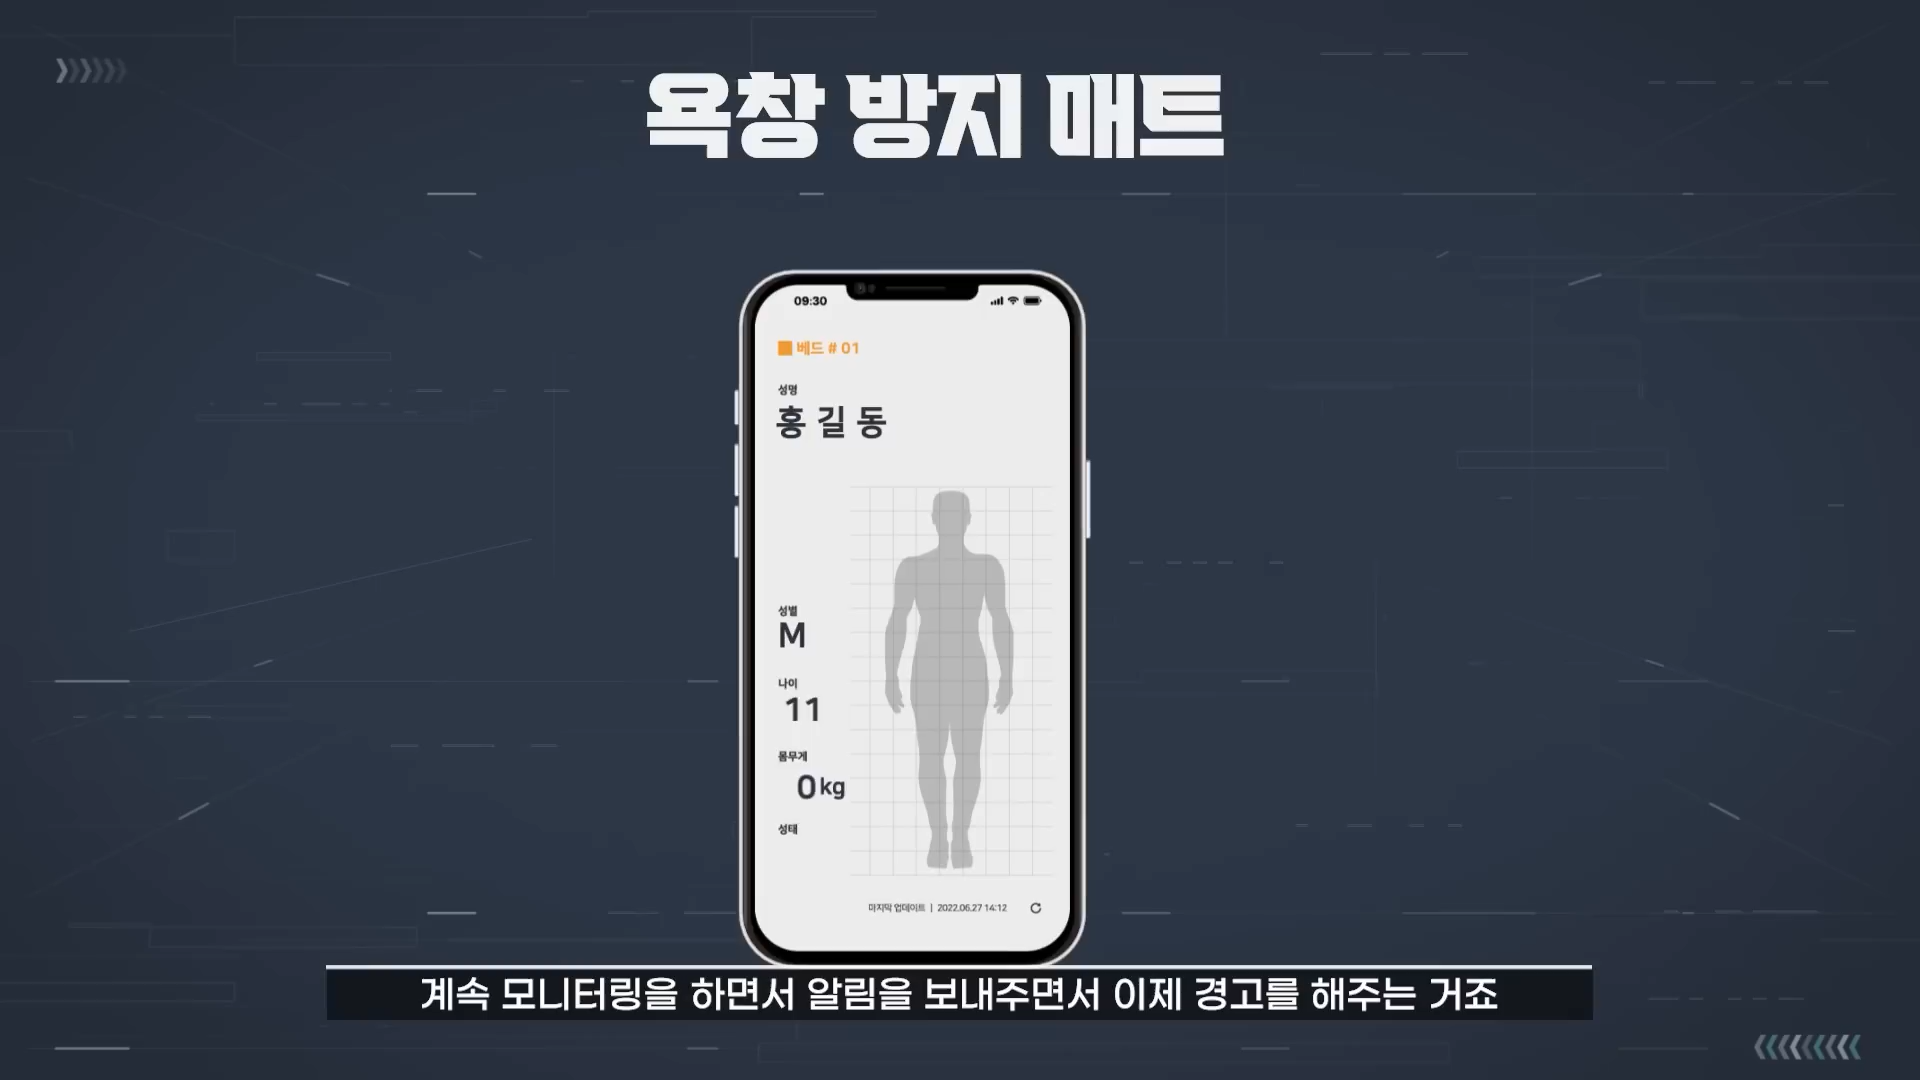 욕창 방지 매트
09:30
베드 # 01
성명
홍 길 동
성별
M
나이
11
몸무게
0kg
성태
마지막 업데이트 | 2022.06.27 14:12
계속 모니터링을 하면서 알림을 보내주면서 이제 경고를 해주는 거죠